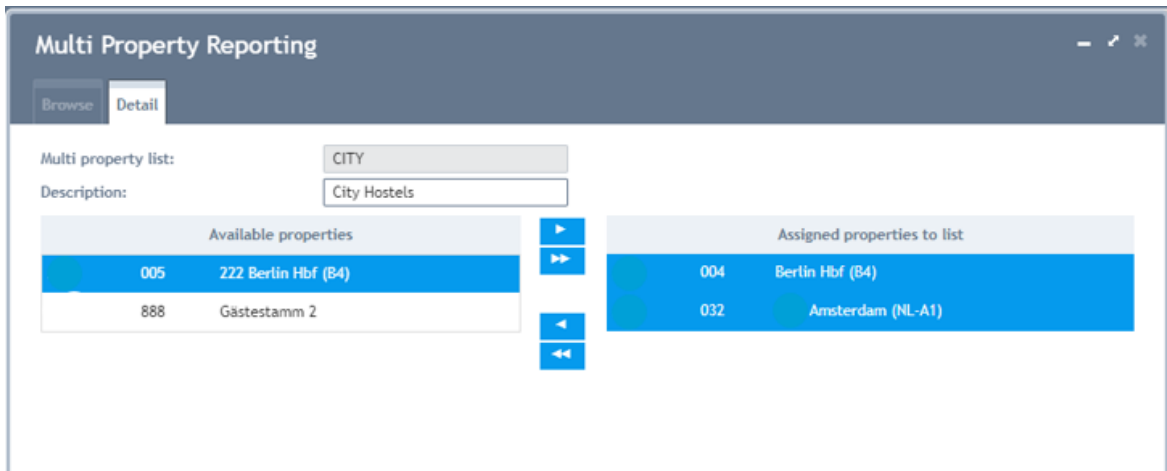 Multi Property Reporting
Browse Detail
Multi property list: CITY
Description: City Hostels
Available properties
005 222 Berlin Hbf (B4)
888 Gästestamm 2
Assigned properties to list
004 Berlin Hbf (B4)
032 Amsterdam (NL-A1)